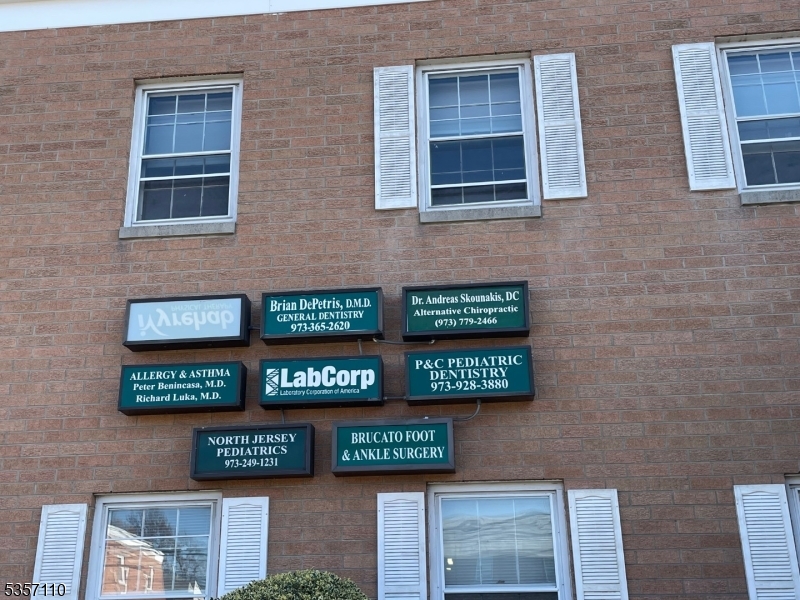 iXyrehab
Brian DePetris, D.M.D.
GENERAL DENTISTRY
973-365-2620
Dr. Andreas Skounakis, DC
Alternative Chiropractic
(973) 779-2466
ALLERGY & ASTHMA
Peter Benincasa, M.D.
Richard Luka, M.D.
LabCorp
Laboratory Corporation of America
P&C PEDIATRIC
DENTISTRY
973-928-3880
NORTH JERSEY
PEDIATRICS
973-249-1231
BRUCATO FOOT
& ANKLE SURGERY
5357110